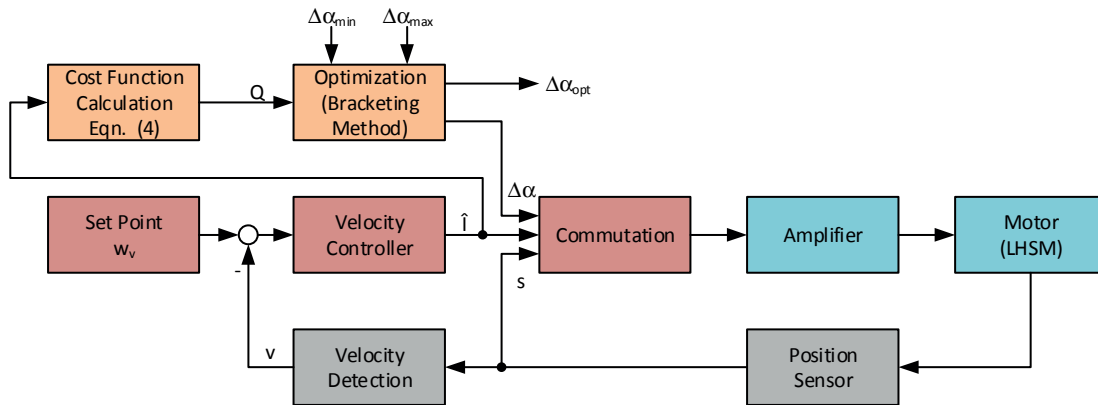 Δα_min
Δα_max
Cost Function
Calculation
Eqn. (4)
Q
Optimization
(Bracketing
Method)
Δα_opt
Δα
Set Point
w_v
-
Velocity
Controller
Î
s
Commutation
Amplifier
Motor
(LHSM)
v
Velocity
Detection
Position
Sensor